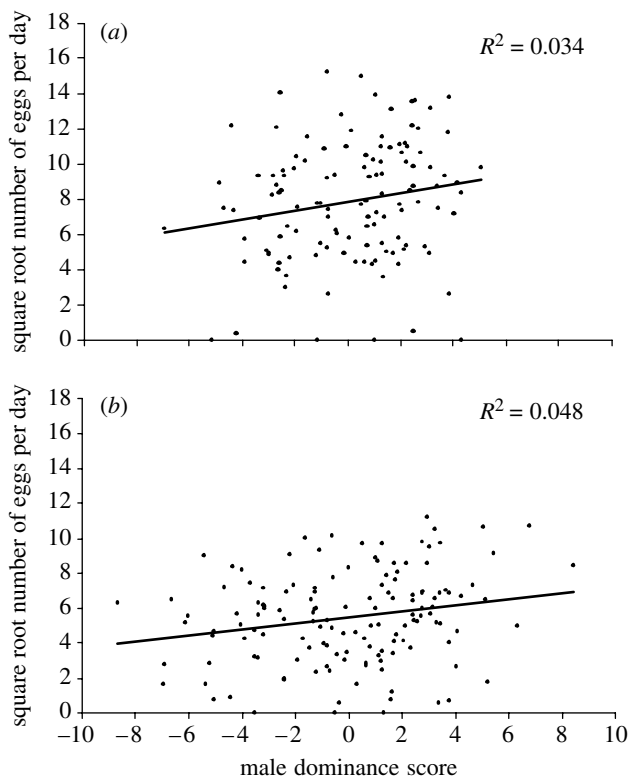 (a)
R² = 0.034
18
16
14
12
10
8
6
4
2
0
square root number of eggs per day
(b)
R² = 0.048
18
16
14
12
10
8
6
4
2
0
square root number of eggs per day
−10 −8 −6 −4 −2 0 2 4 6 8 10
male dominance score